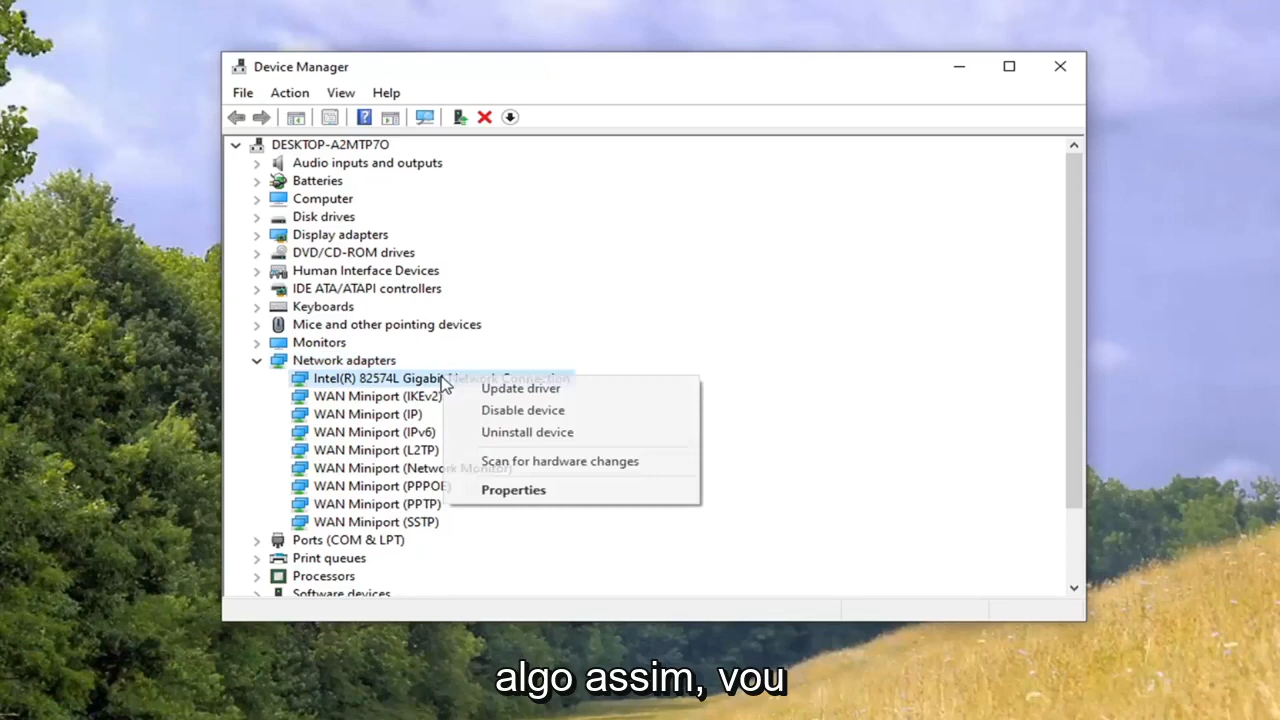 Device Manager
File Action View Help
DESKTOP-A2MTP7O
Audio inputs and outputs
Batteries
Computer
Disk drives
Display adapters
DVD/CD-ROM drives
Human Interface Devices
IDE ATA/ATAPI controllers
Keyboards
Mice and other pointing devices
Monitors
Network adapters
Intel(R) 82574L Gigabit Network Connection
WAN Miniport (IKEv2)
WAN Miniport (IP)
WAN Miniport (IPv6)
WAN Miniport (L2TP)
WAN Miniport (Network Monitor)
WAN Miniport (PPPOE)
WAN Miniport (PPTP)
WAN Miniport (SSTP)
Ports (COM & LPT)
Print queues
Processors
Software devices
Update driver
Disable device
Uninstall device
Scan for hardware changes
Properties
algo assim, vou